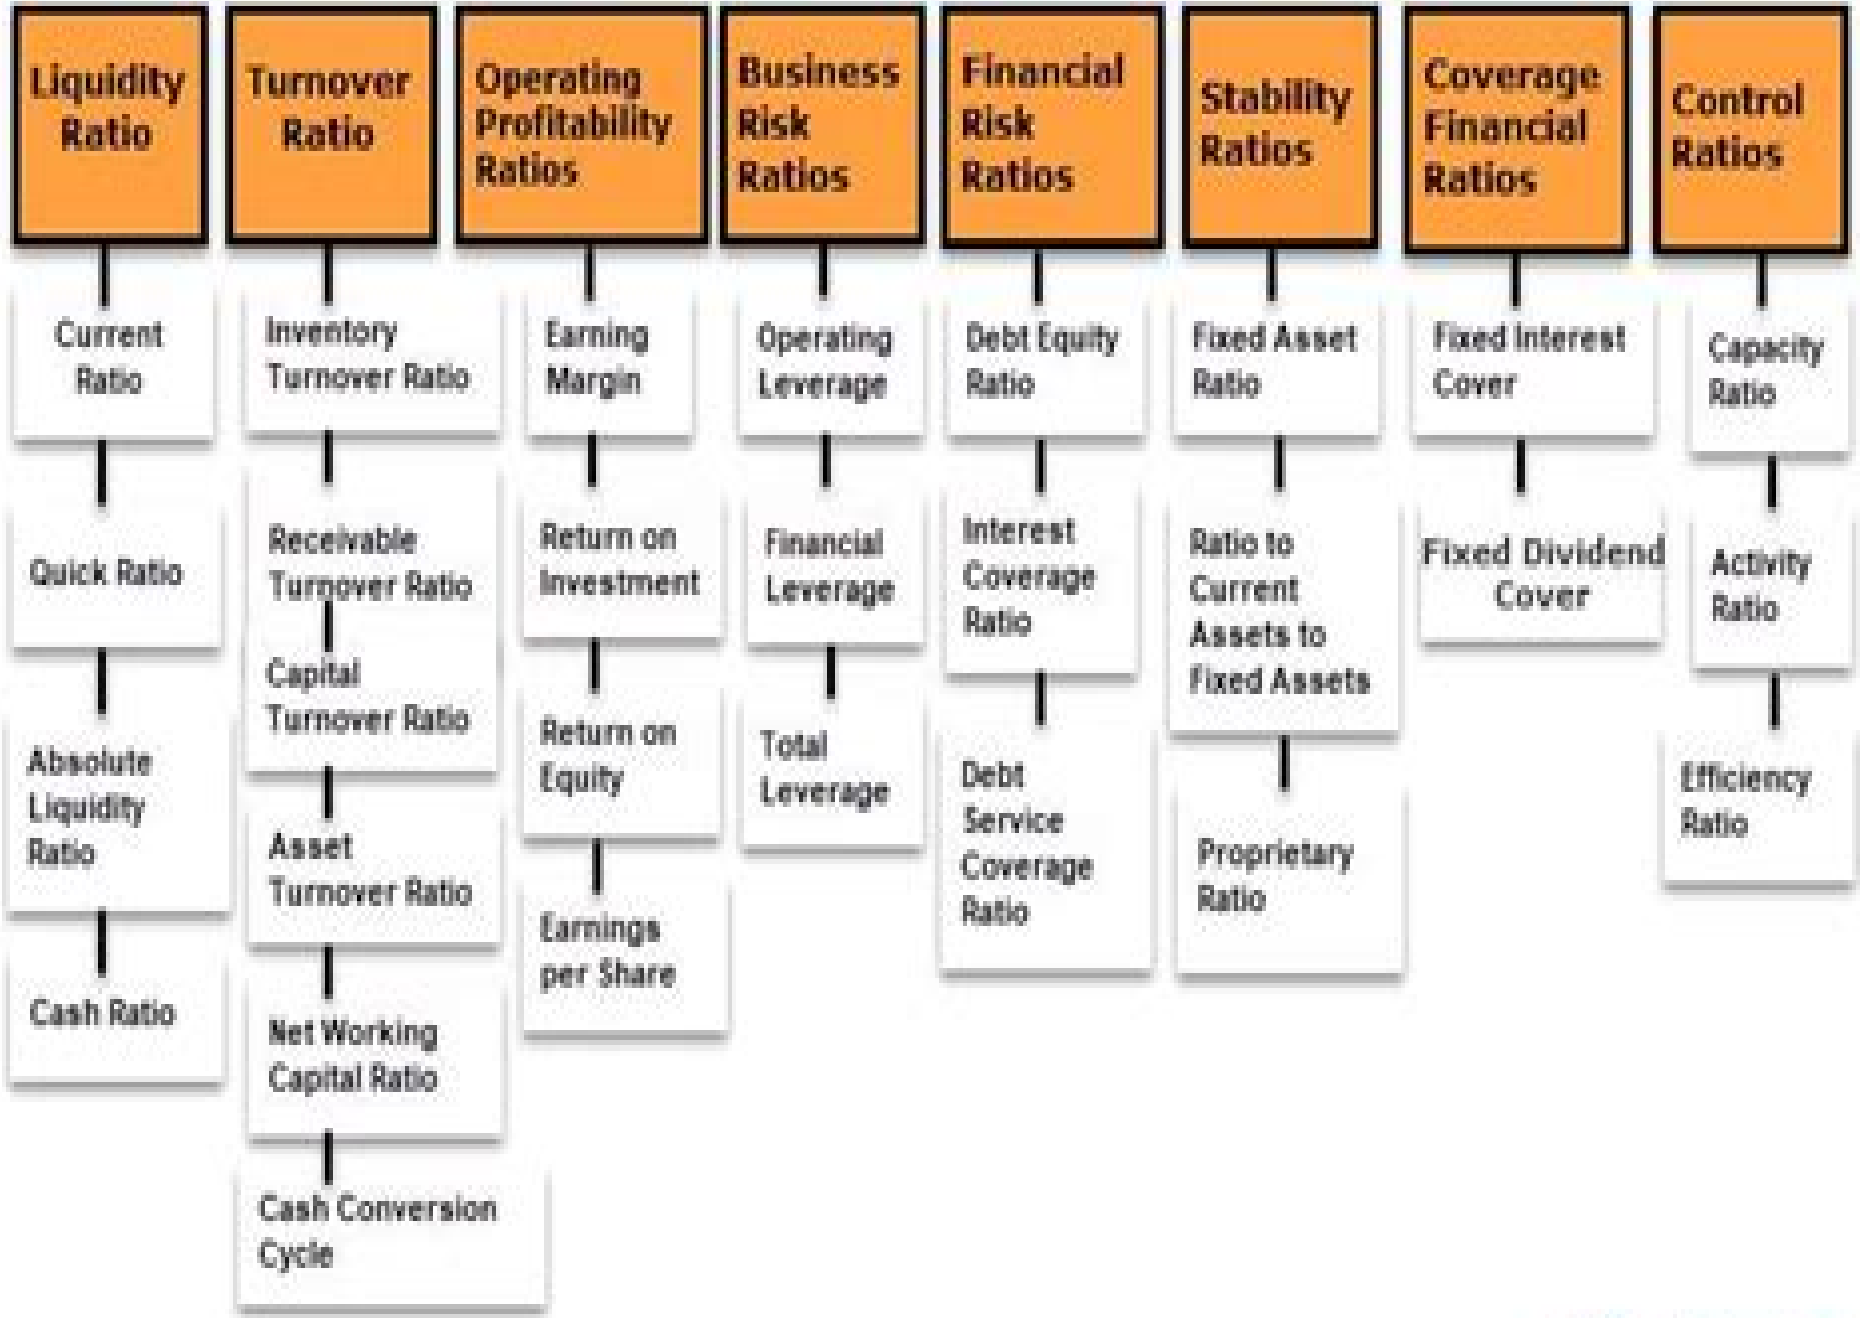 Liquidity
Ratio
Current
Ratio
Quick Ratio
Absolute
Liquidity
Ratio
Cash Ratio
Turnover
Ratio
Inventory
Turnover Ratio
Receivable
Turnover Ratio
Capital
Turnover Ratio
Asset
Turnover Ratio
Net Working
Capital Ratio
Cash Conversion
Cycle
Operating
Profitability
Ratios
Earning
Margin
Return on
Investment
Return on
Equity
Earnings
per Share
Business
Risk
Ratios
Operating
Leverage
Financial
Leverage
Total
Leverage
Financial
Risk
Ratios
Debt Equity
Ratio
Interest
Coverage
Ratio
Debt
Service
Coverage
Ratio
Stability
Ratios
Fixed Asset
Ratio
Ratio to
Current
Assets to
Fixed Assets
Proprietary
Ratio
Coverage
Financial
Ratios
Fixed Interest
Cover
Fixed Dividend
Cover
Control
Ratios
Capacity
Ratio
Activity
Ratio
Efficiency
Ratio